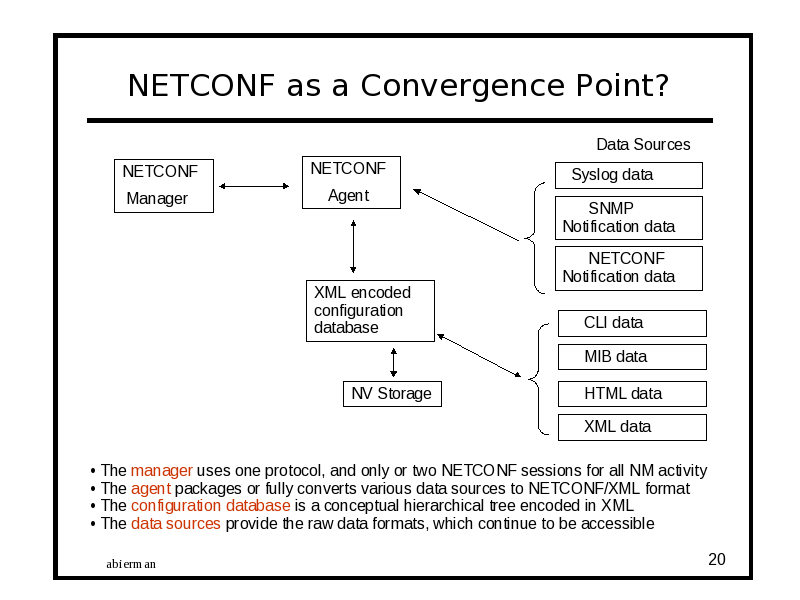 NETCONF as a Convergence Point?
Data Sources
NETCONF
Manager
NETCONF
Agent
Syslog data
SNMP
Notification data
NETCONF
Notification data
XML encoded
configuration
database
NV Storage
CLI data
MIB data
HTML data
XML data
• The manager uses one protocol, and only or two NETCONF sessions for all NM activity
• The agent packages or fully converts various data sources to NETCONF/XML format
• The configuration database is a conceptual hierarchical tree encoded in XML
• The data sources provide the raw data formats, which continue to be accessible
abierman
20